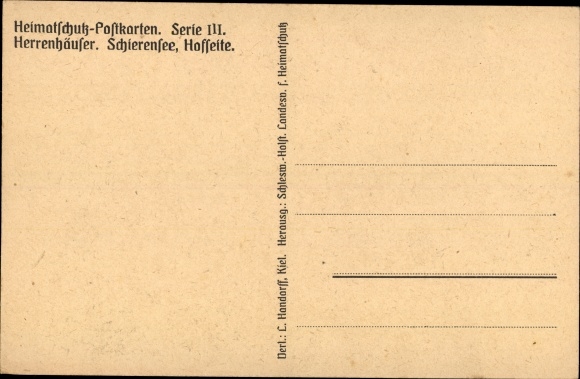 Heimatschutz-Postkarten. Serie III.
Herrenhäuser. Schierensee, Hofseite.
Verl.: L. Handorff, Kiel. Herausg.: Schlesw.-Holst. Landesv. f. Heimatschutz